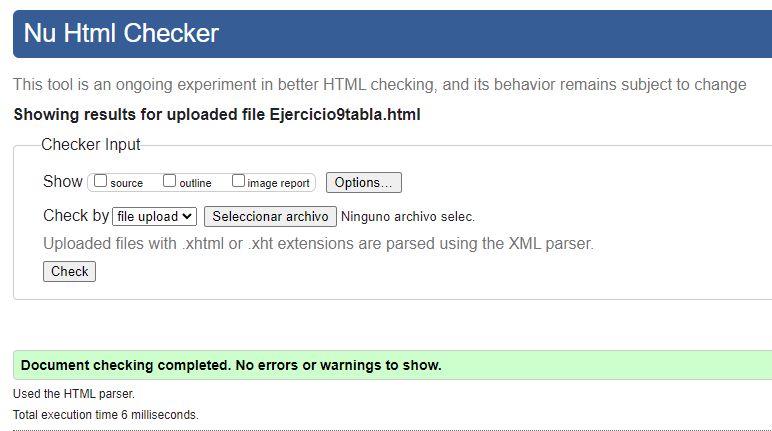 Nu Html Checker
This tool is an ongoing experiment in better HTML checking, and its behavior remains subject to change
Showing results for uploaded file Ejercicio9tabla.html
Checker Input
Show source outline image report Options...
Check by file upload Seleccionar archivo Ninguno archivo selec.
Uploaded files with .xhtml or .xht extensions are parsed using the XML parser.
Check
Document checking completed. No errors or warnings to show.
Used the HTML parser.
Total execution time 6 milliseconds.